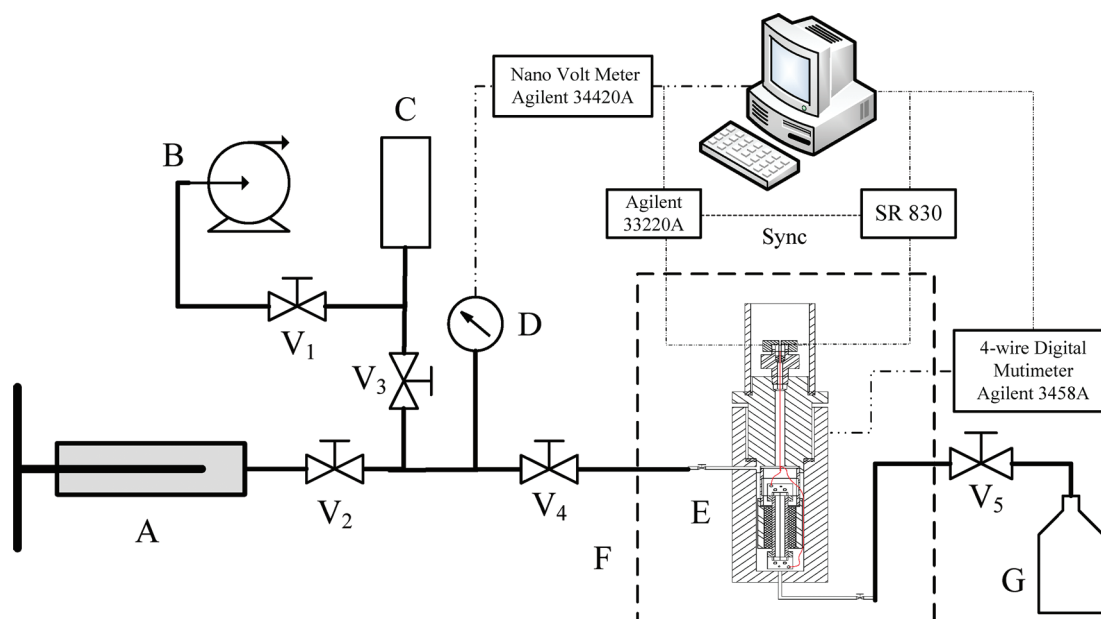 Nano Volt Meter
Agilent 34420A
C
B
Agilent
33220A
SR 830
Sync
D
V1
V3
4-wire Digital
Mutimeter
Agilent 3458A
A
V2
V4
E
V5
F
G